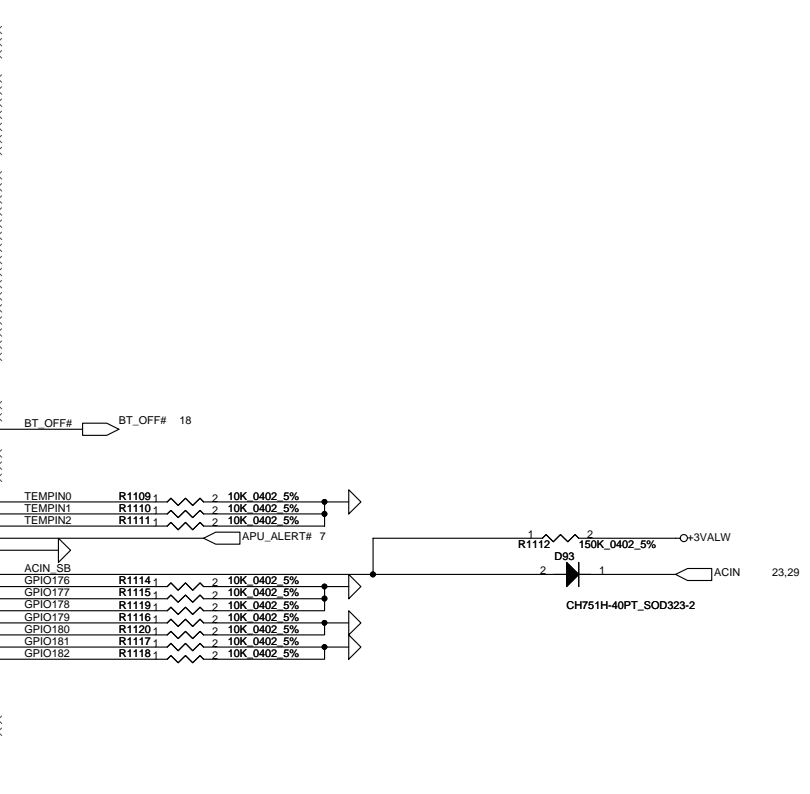 BT_OFF# BT_OFF# 18
TEMPIN0 R1109 1 2 10K_0402_5%
TEMPIN1 R1110 1 2 10K_0402_5%
TEMPIN2 R1111 1 2 10K_0402_5%
APU_ALERT# 7
1 2 +3VALW
R1112 150K_0402_5%
D93
ACIN_SB 2 1 ACIN 23,29
GPIO176 R1114 1 2 10K_0402_5%
GPIO177 R1115 1 2 10K_0402_5%
GPIO178 R1119 1 2 10K_0402_5%
CH751H-40PT_SOD323-2
GPIO179 R1116 1 2 10K_0402_5%
GPIO180 R1120 1 2 10K_0402_5%
GPIO181 R1117 1 2 10K_0402_5%
GPIO182 R1118 1 2 10K_0402_5%